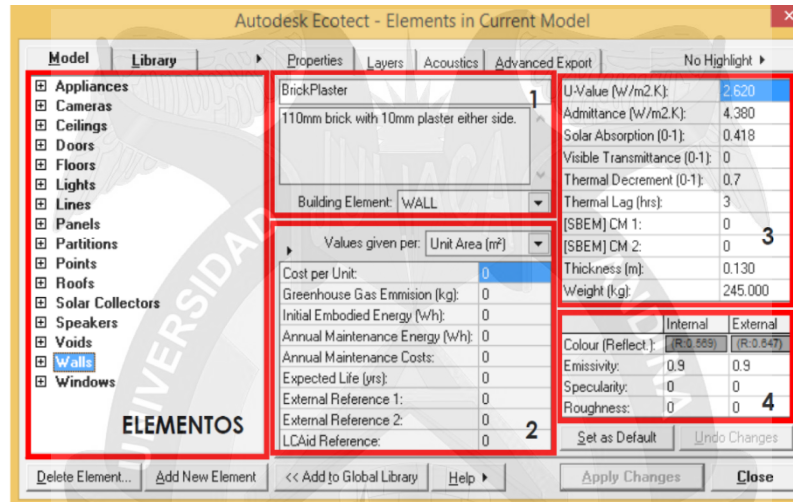 Autodesk Ecotect - Elements in Current Model
Model Library Properties Layers Acoustics Advanced Export No Highlight
Appliances
Cameras
Ceilings
Doors
Floors
Lights
Lines
Panels
Partitions
Points
Roofs
Solar Collectors
Speakers
Voids
Walls
Windows
ELEMENTOS
BrickPlaster
1
110mm brick with 10mm plaster either side.
Building Element: WALL
Values given per: Unit Area (m²)
Cost per Unit: 0
Greenhouse Gas Emmision (kg): 0
Initial Embodied Energy (Wh): 0
Annual Maintenance Energy (Wh): 0
Annual Maintenance Costs: 0
Expected Life (yrs): 0
External Reference 1: 0
External Reference 2: 0
LCAid Reference: 0
2
U-Value (W/m2.K): 2.620
Admittance (W/m2.K): 4.380
Solar Absorption (0-1): 0.418
Visible Transmittance (0-1): 0
Thermal Decrement (0-1): 0.7
Thermal Lag (hrs): 3
[SBEM] CM 1: 0
[SBEM] CM 2: 0
3
Thickness (m): 0.130
Weight (kg): 245.000
Internal External
Colour (Reflect.): (R:0.569) (R:0.647)
Emissivity: 0.9 0.9
Specularity: 0 0
Roughness: 0 0
4
Set as Default Undo Changes
Delete Element... Add New Element << Add to Global Library Help Apply Changes Close